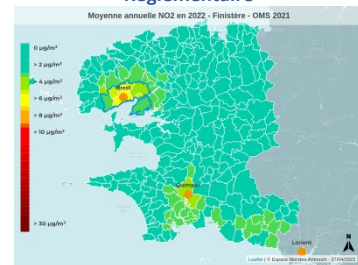 Réglementaire
Moyenne annuelle NO2 en 2022 - Finistère - OMS 2021
0 µg/m³
> 2 µg/m³
> 4 µg/m³
> 6 µg/m³
> 8 µg/m³
> 10 µg/m³
> 30 µg/m³
Brest
Quimper
Lorient
N
Leaflet | © Espace Membre Airbreizh - 27/04/2023